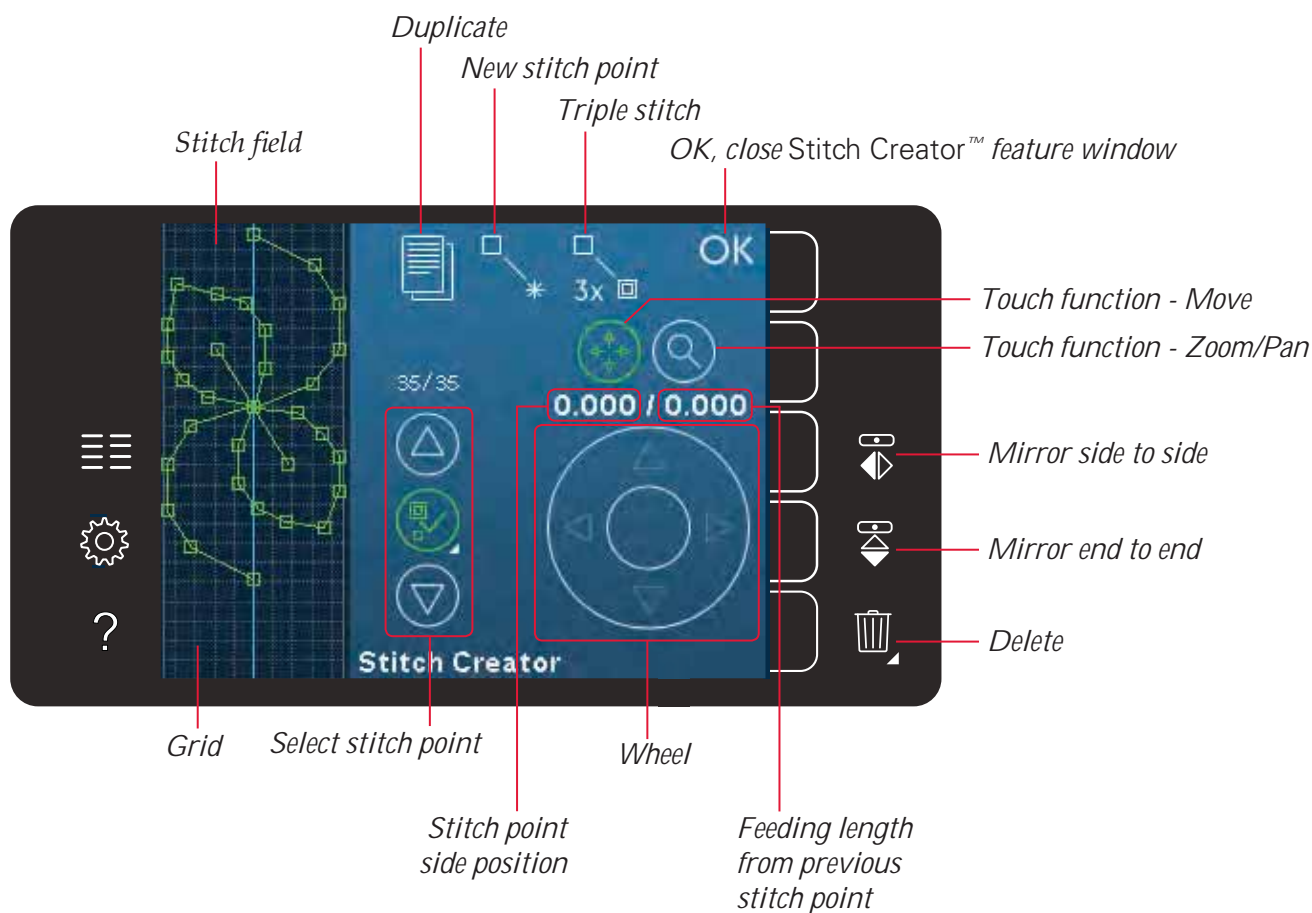 Duplicate
New stitch point
Triple stitch
Stitch field
OK, close Stitch Creator™ feature window
OK
3x
Touch function - Move
Touch function - Zoom/Pan
35/35
0.000 / 0.000
Mirror side to side
Mirror end to end
?
Delete
Stitch Creator
Grid
Select stitch point
Wheel
Stitch point
side position
Feeding length
from previous
stitch point